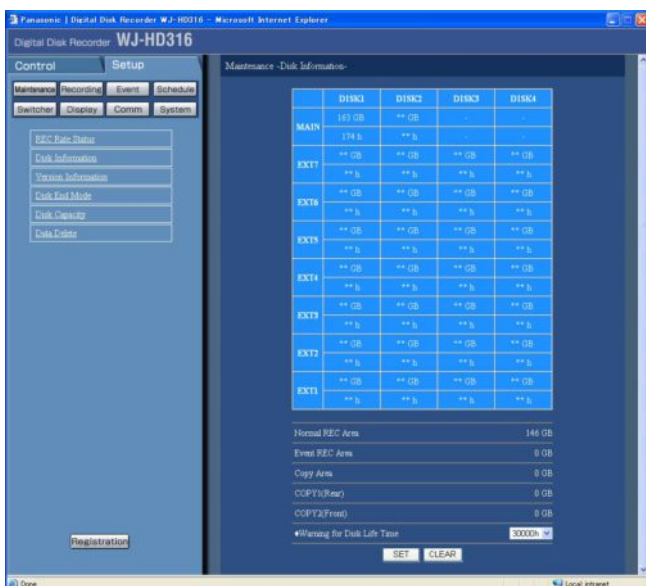 Panasonic | Digital Disk Recorder WJ-HD316 - Microsoft Internet Explorer
Digital Disk Recorder WJ-HD316
Control Setup
Maintenance Recording Event Schedule
Switcher Display Comm System
REC Rate Status
Disk Information
Version Information
Disk End Mode
Disk Capacity
Data Delete
Registration
Maintenance -Disk Information-
DISK1 DISK2 DISK3 DISK4
MAIN
163 GB ** GB - -
174 h ** h - -
EXT7
** GB ** GB ** GB ** GB
** h ** h ** h ** h
EXT6
** GB ** GB ** GB ** GB
** h ** h ** h ** h
EXT5
** GB ** GB ** GB ** GB
** h ** h ** h ** h
EXT4
** GB ** GB ** GB ** GB
** h ** h ** h ** h
EXT3
** GB ** GB ** GB ** GB
** h ** h ** h ** h
EXT2
** GB ** GB ** GB ** GB
** h ** h ** h ** h
EXT1
** GB ** GB ** GB ** GB
** h ** h ** h ** h
Normal REC Area 146 GB
Event REC Area 0 GB
Copy Area 0 GB
COPY1(Rear) 0 GB
COPY2(Front) 0 GB
♦Warning for Disk Life Time 30000h
SET CLEAR
Done Local intranet